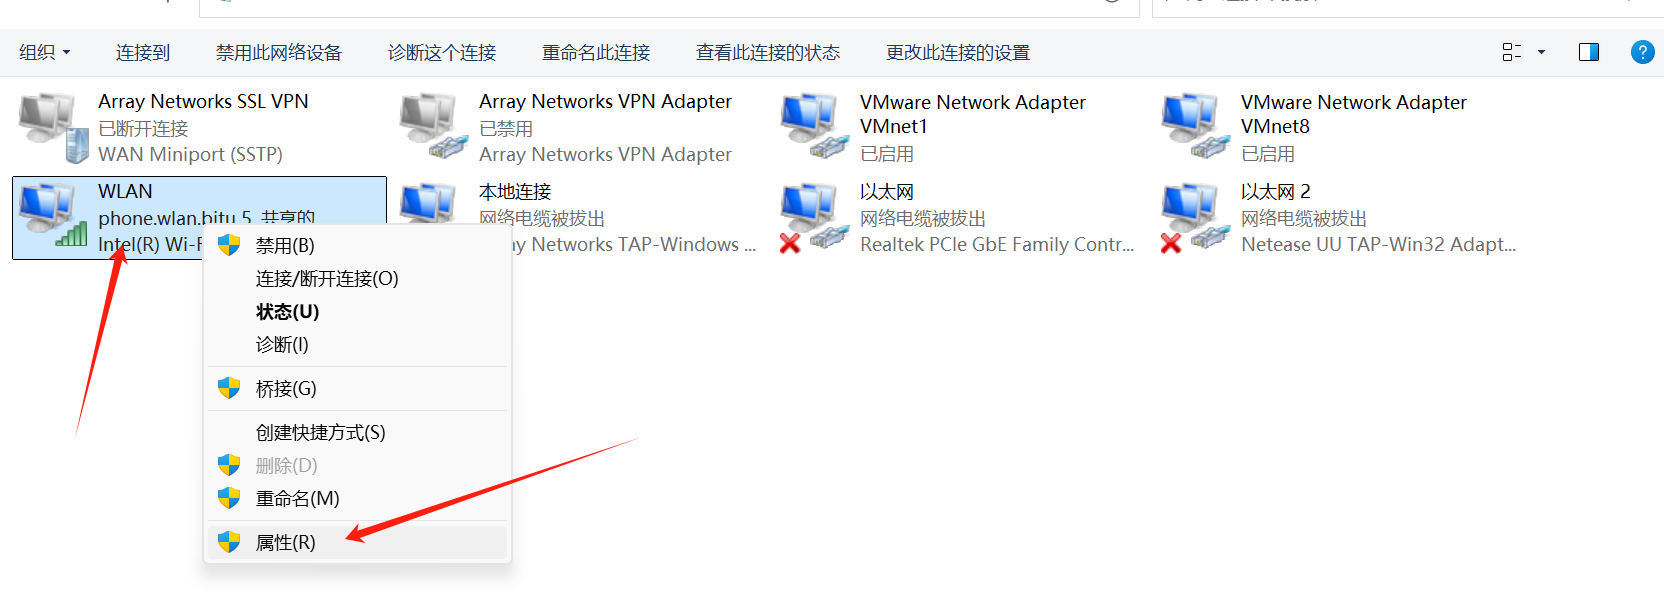 组织
连接到
禁用此网络设备
诊断这个连接
重命名此连接
查看此连接的状态
更改此连接的设置
Array Networks SSL VPN
已断开连接
WAN Miniport (SSTP)
Array Networks VPN Adapter
已禁用
Array Networks VPN Adapter
VMware Network Adapter
VMnet1
已启用
VMware Network Adapter
VMnet8
已启用
WLAN
phone.wlan.bitu 5, 共享的
Intel(R) Wi-F
本地连接
网络电缆被拔出
Networks TAP-Windows ...
以太网
网络电缆被拔出
Realtek PCIe GbE Family Contr...
以太网 2
网络电缆被拔出
Netease UU TAP-Win32 Adapt...
禁用(B)
连接/断开连接(O)
状态(U)
诊断(I)
桥接(G)
创建快捷方式(S)
删除(D)
重命名(M)
属性(R)